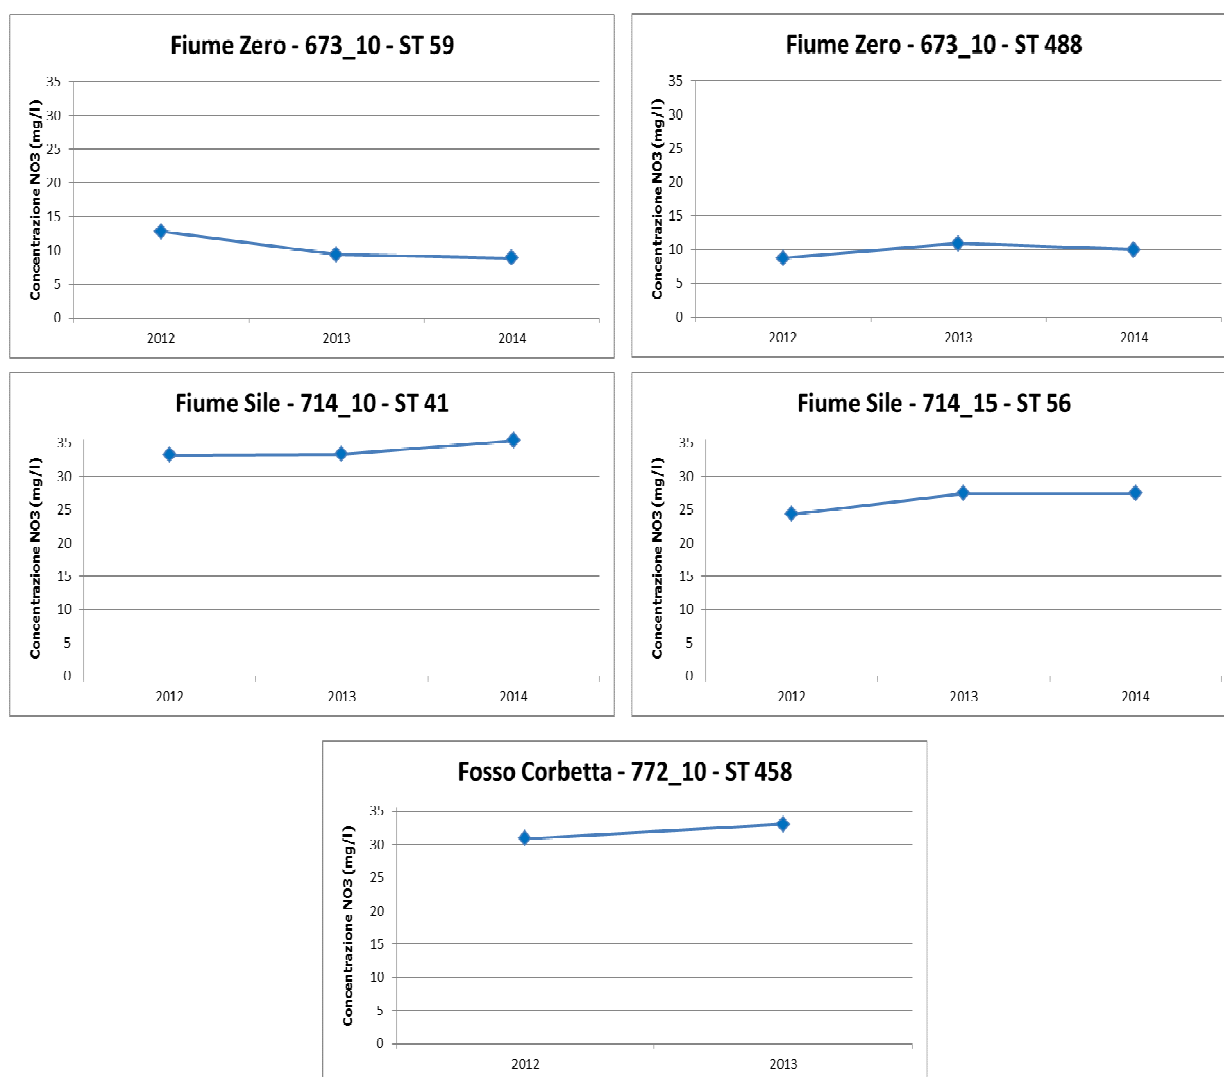 Fiume Zero - 673_10 - ST 59
Concentrazione NO3 (mg/l)
35
30
25
20
15
10
5
0
2012 2013 2014
Fiume Zero - 673_10 - ST 488
Concentrazione NO3 (mg/l)
35
30
25
20
15
10
5
0
2012 2013 2014
Fiume Sile - 714_10 - ST 41
Concentrazione NO3 (mg/l)
35
30
25
20
15
10
5
0
2012 2013 2014
Fiume Sile - 714_15 - ST 56
Concentrazione NO3 (mg/l)
35
30
25
20
15
10
5
0
2012 2013 2014
Fosso Corbetta - 772_10 - ST 458
Concentrazione NO3 (mg/l)
35
30
25
20
15
10
5
0
2012 2013